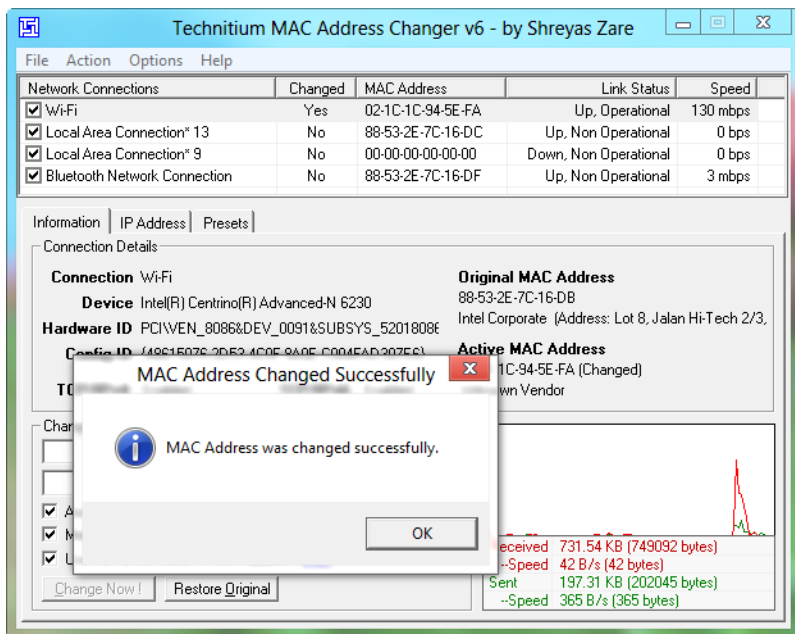 Technitium MAC Address Changer v6 - by Shreyas Zare
File Action Options Help
Network Connections Changed MAC Address Link Status Speed
Wi-Fi Yes 02-1C-1C-94-5E-FA Up, Operational 130 mbps
Local Area Connection* 13 No 88-53-2E-7C-16-DC Up, Non Operational 0 bps
Local Area Connection* 9 No 00-00-00-00-00-00 Down, Non Operational 0 bps
Bluetooth Network Connection No 88-53-2E-7C-16-DF Up, Non Operational 3 mbps
Information IP Address Presets
Connection Details
Connection Wi-Fi
Device Intel(R) Centrino(R) Advanced-N 6230
Hardware ID PCI\VEN_8086&DEV_0091&SUBSYS_52018086
Config ID
Original MAC Address
88-53-2E-7C-16-DB
Intel Corporate (Address: Lot 8, Jalan Hi-Tech 2/3,
Active MAC Address
1C-94-5E-FA (Changed)
Vendor
MAC Address Changed Successfully
MAC Address was changed successfully.
OK
Change Now !
Restore Original
731.54 KB (749092 bytes)
--Speed 42 B/s (42 bytes)
Sent 197.31 KB (202045 bytes)
--Speed 365 B/s (365 bytes)